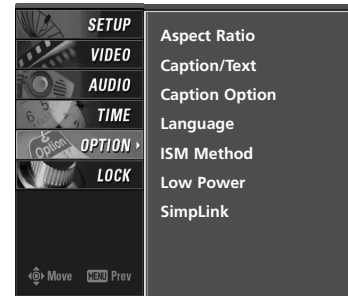 SETUP
VIDEO
AUDIO
TIME
OPTION
LOCK
Move MENU Prev
Aspect Ratio
Caption/Text
Caption Option
Language
ISM Method
Low Power
SimpLink